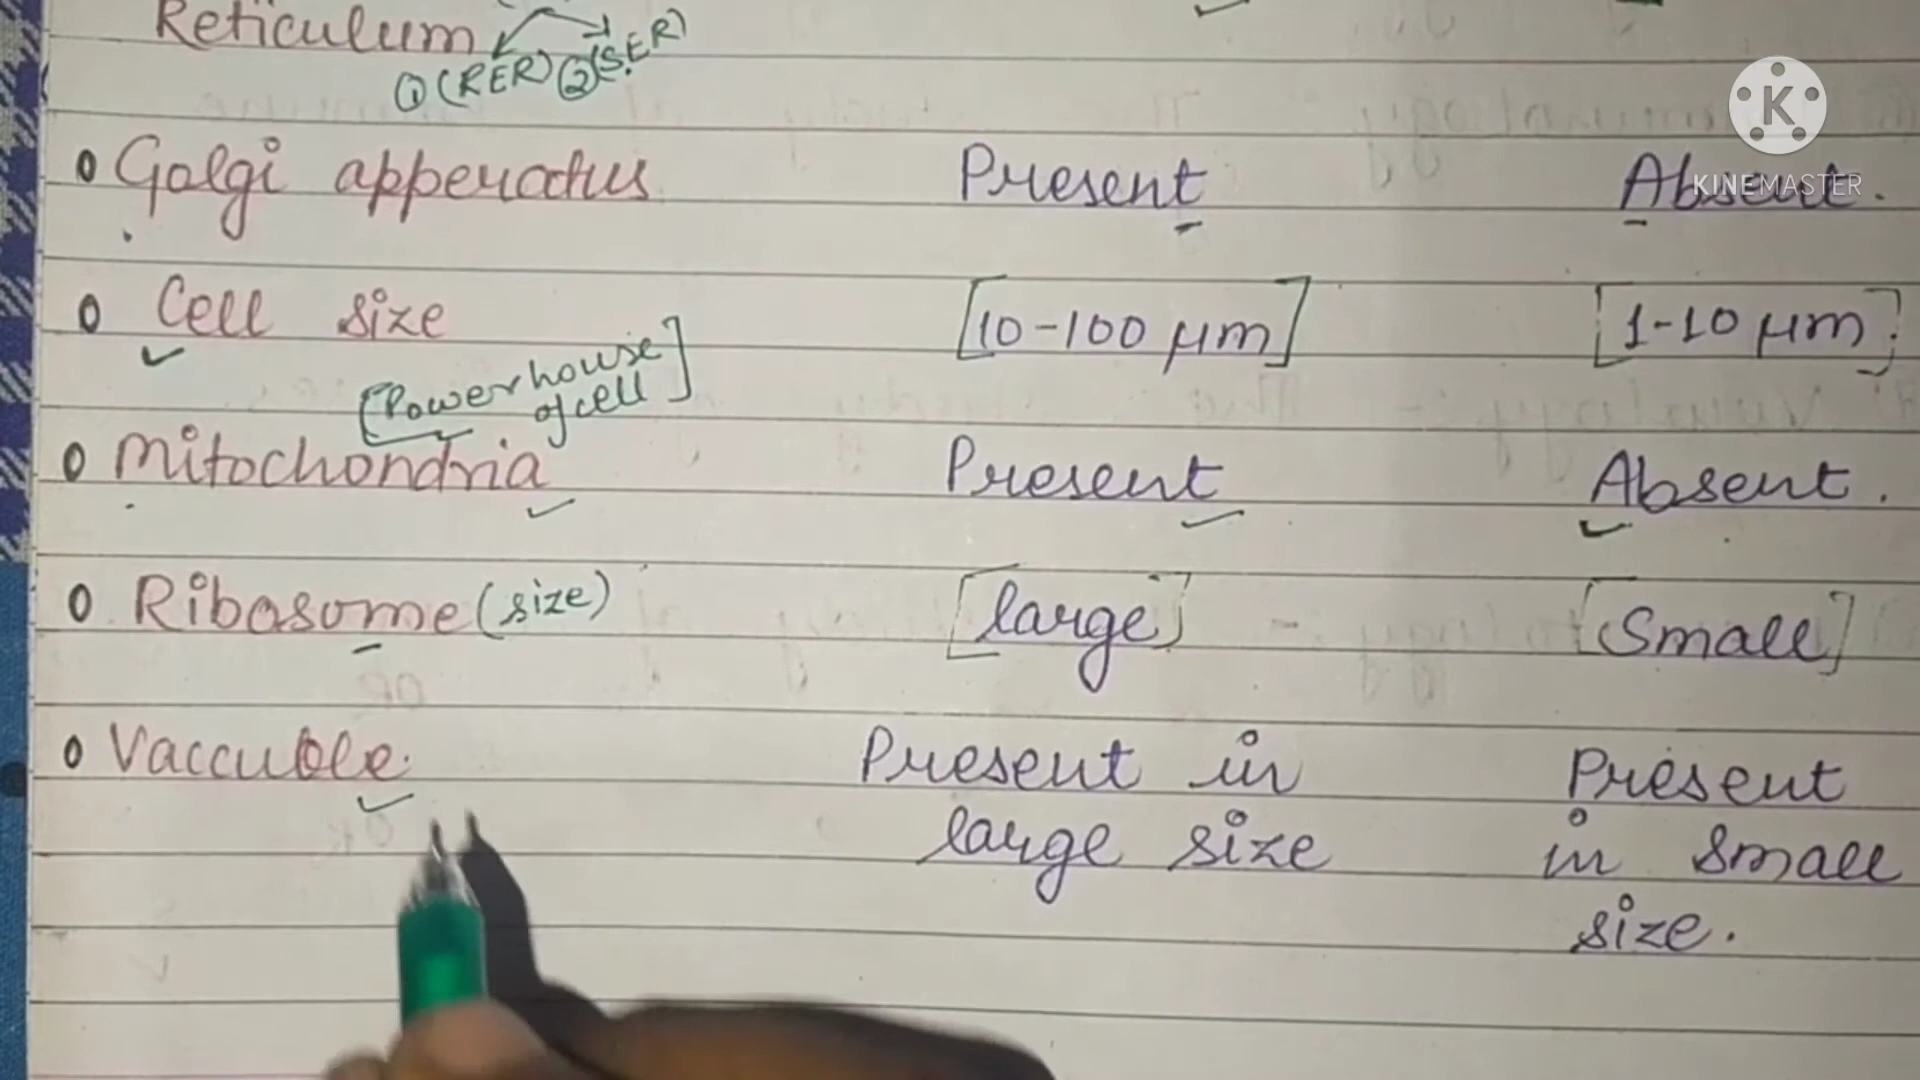 Reticulum
① (RER) ② (S.ER)
Golgi apperatus Present Absent.
Cell size [10-100 μm] [1-10 μm]
[Powerhouse
of cell]
Mitochondria Present Absent.
Ribosome (size) [large] [Small]
Vaccuole Present in Present
large size in small
size.
K
KINEMASTER